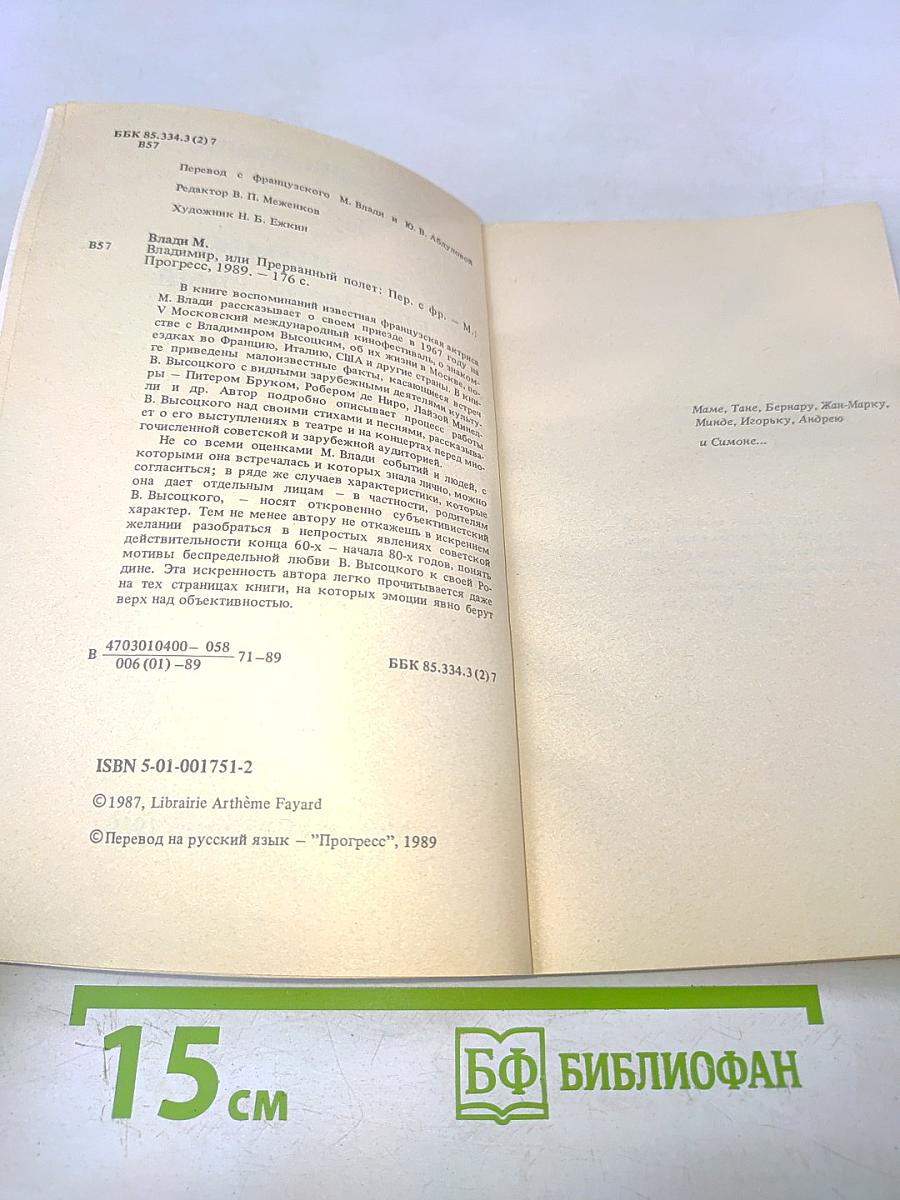 ББК 85.334.3(2)7
В57
Перевод с французского М. Влади и Ю. В. Абдуловой
Редактор В. П. Меженков
Художник Н. Б. Ежкин
Влади М.
В57
Владимир, или Прерванный полет: Пер. с фр. — М.:
Прогресс, 1989. — 176 с.
В книге воспоминаний известная французская актриса
М. Влади рассказывает о своем приезде в 1967 году на
V Московский международный кинофестиваль, о знаком-
стве с Владимиром Высоцким, об их жизни в Москве, по-
ездках во Францию, Италию, США и другие страны. В кни-
ге приведены малоизвестные факты, касающиеся встреч
В. Высоцкого с видными зарубежными деятелями культу-
ры — Питером Бруком, Робером де Ниро, Лайзой Минел-
ли и др. Автор подробно описывает процесс работы
В. Высоцкого над своими стихами и песнями, рассказыва-
ет о его выступлениях в театре и на концертах перед мно-
гочисленной советской и зарубежной аудиторией.
Не со всеми оценками М. Влади событий и людей, с
которыми она встречалась и которых знала лично, можно
согласиться; в ряде же случаев характеристики, которые
она дает отдельным лицам — в частности, родителям
В. Высоцкого, — носят откровенно субъективистский
характер. Тем не менее автору не откажешь в искреннем
желании разобраться в непростых явлениях советской
действительности конца 60-х — начала 80-х годов, понять
мотивы беспредельной любви В. Высоцкого к своей Ро-
дине. Эта искренность автора легко прочитывается даже
на тех страницах книги, на которых эмоции явно берут
верх над объективностью.
В 4703010400— 058
006 (01) —89 71—89
ББК 85.334.3(2)7
ISBN 5-01-001751-2
©1987, Librairie Arthème Fayard
©Перевод на русский язык — "Прогресс", 1989
Маме, Тане, Бернару, Жан-Марку,
Минде, Игорьку, Андрею
и Симоне...
15 см
БФ БИБЛИОФАН